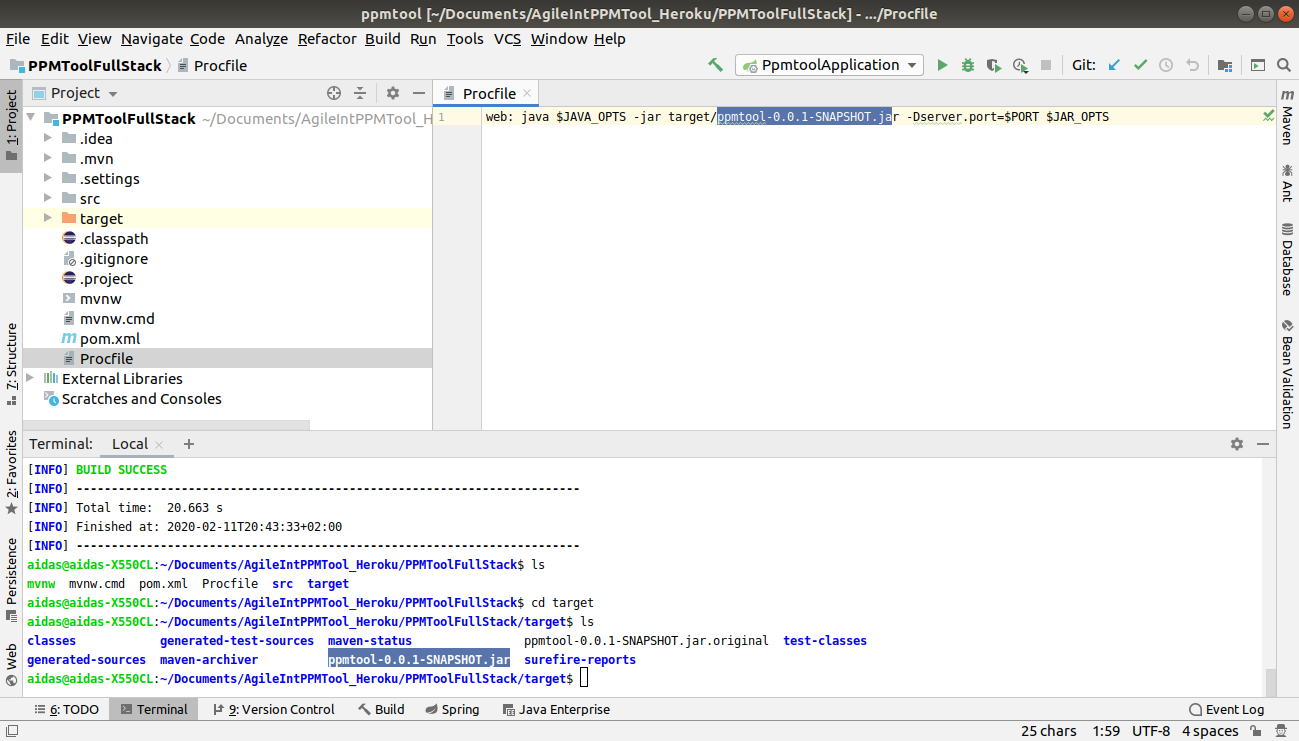 ppmtool [~/Documents/AgileIntPPMTool_Heroku/PPMToolFullStack] - .../Procfile
File Edit View Navigate Code Analyze Refactor Build Run Tools VCS Window Help
PPMToolFullStack Procfile PpmtoolApplication Git:
1: Project
Project
Procfile
PPMToolFullStack ~/Documents/AgileIntPPMTool_H
.idea
.mvn
.settings
src
target
.classpath
.gitignore
.project
mvnw
mvnw.cmd
pom.xml
Procfile
External Libraries
Scratches and Consoles
1 web: java $JAVA_OPTS -jar target/ppmtool-0.0.1-SNAPSHOT.jar -Dserver.port=$PORT $JAR_OPTS
Maven
Ant
Database
Bean Validation
7: Structure
2: Favorites
Persistence
Web
Terminal: Local
[INFO] BUILD SUCCESS
[INFO] ------------------------------------------------------------------------
[INFO] Total time:  20.663 s
[INFO] Finished at: 2020-02-11T20:43:33+02:00
[INFO] ------------------------------------------------------------------------
aidas@aidas-X550CL:~/Documents/AgileIntPPMTool_Heroku/PPMToolFullStack$ ls
mvnw  mvnw.cmd  pom.xml  Procfile  src  target
aidas@aidas-X550CL:~/Documents/AgileIntPPMTool_Heroku/PPMToolFullStack$ cd target
aidas@aidas-X550CL:~/Documents/AgileIntPPMTool_Heroku/PPMToolFullStack/target$ ls
classes generated-test-sources maven-status ppmtool-0.0.1-SNAPSHOT.jar.original test-classes
generated-sources maven-archiver ppmtool-0.0.1-SNAPSHOT.jar surefire-reports
aidas@aidas-X550CL:~/Documents/AgileIntPPMTool_Heroku/PPMToolFullStack/target$
6: TODO Terminal 9: Version Control Build Spring Java Enterprise Event Log
25 chars 1:59 UTF-8 4 spaces